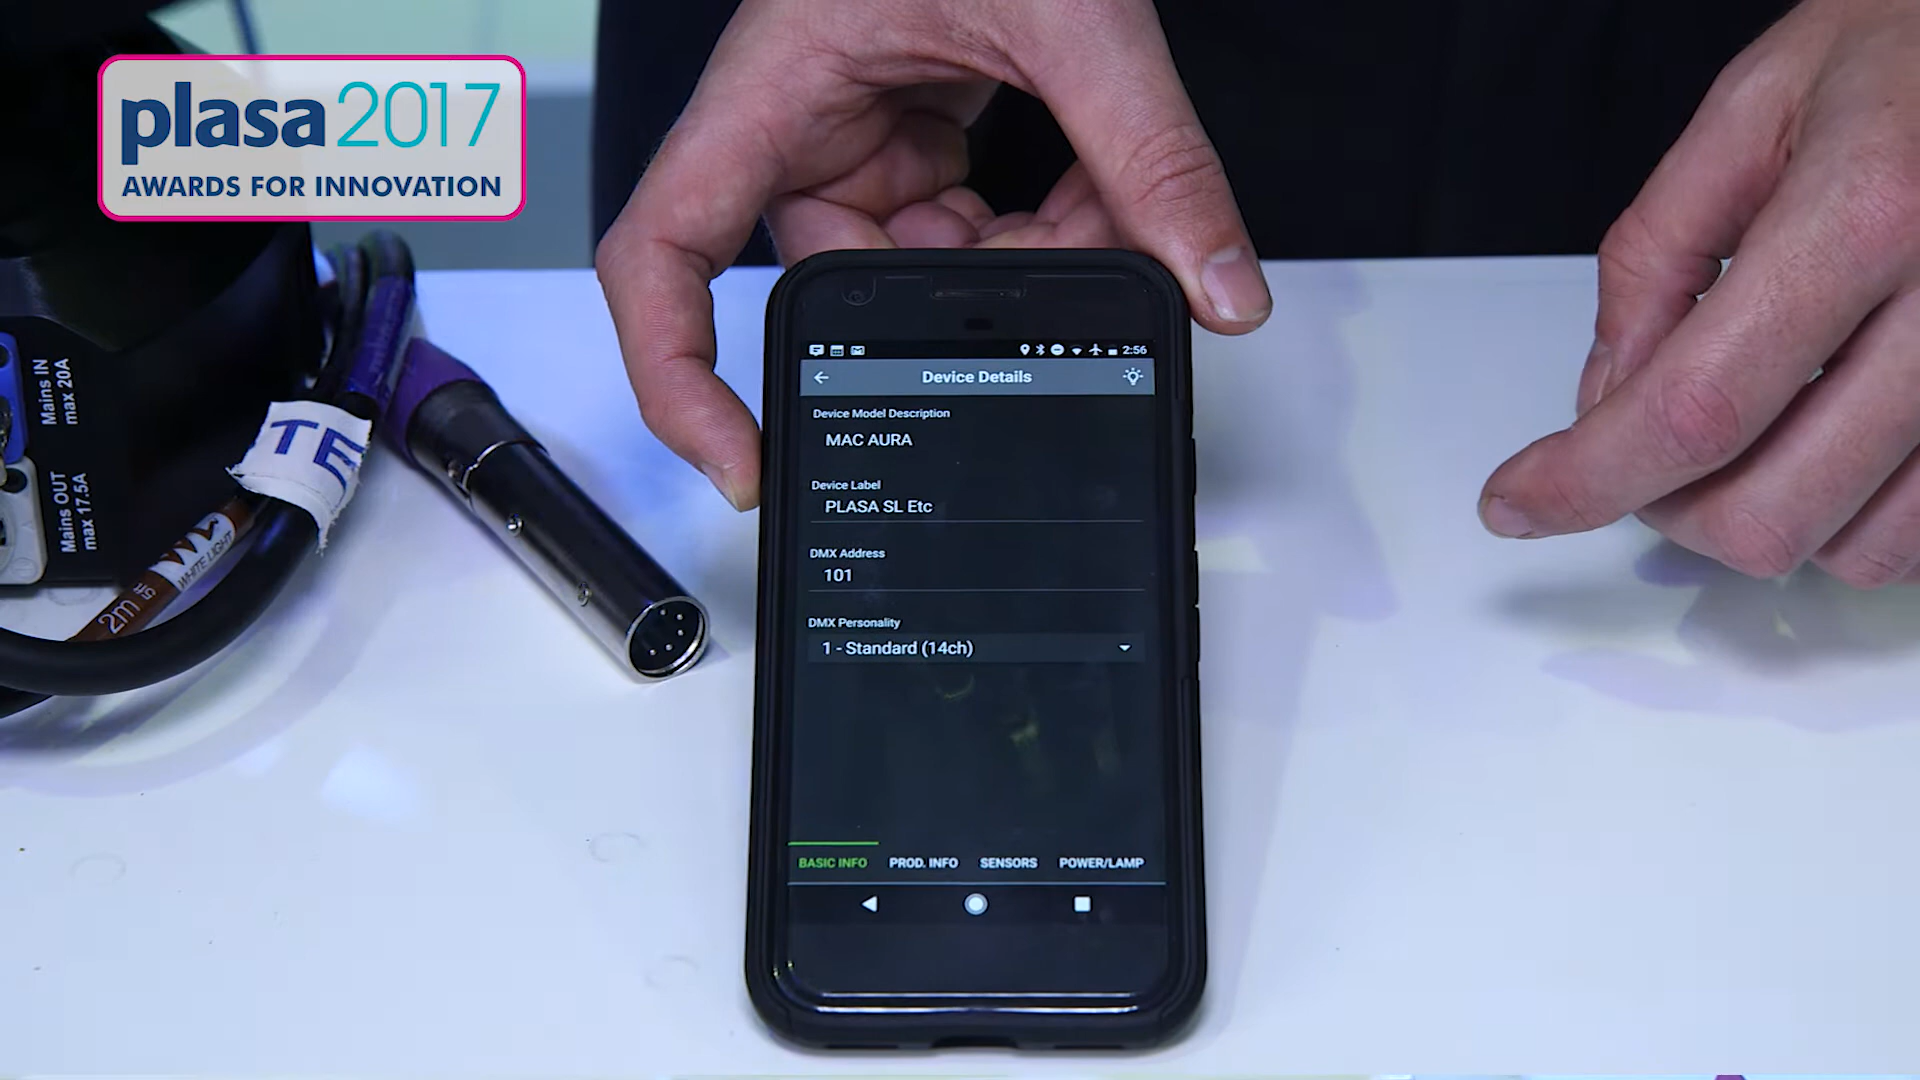 plasa2017
AWARDS FOR INNOVATION
Mains IN
max 20A
Mains OUT
max 17.5A
TE
WHITE LIGHT
2m
2:56
Device Details
Device Model Description
MAC AURA
Device Label
PLASA SL Etc
DMX Address
101
DMX Personality
1 - Standard (14ch)
BASIC INFO PROD. INFO SENSORS POWER/LAMP